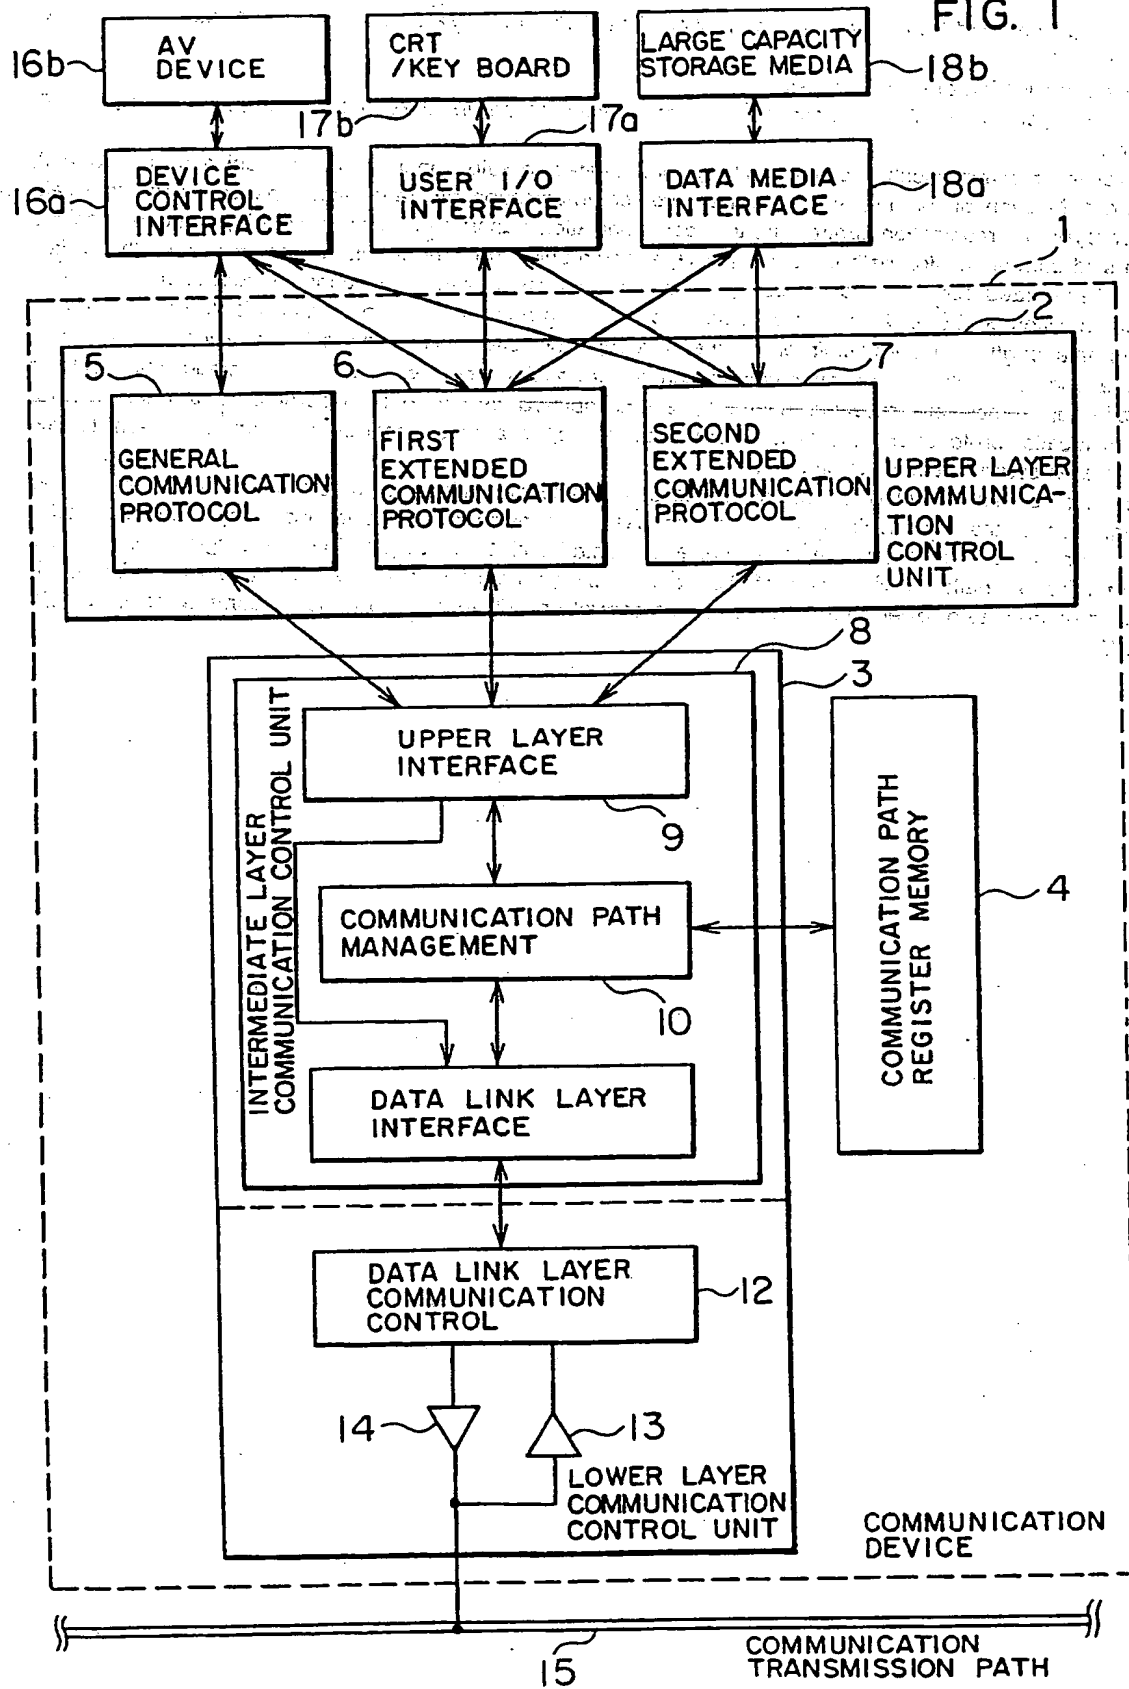 FIG. 1
16b
AV
DEVICE
CRT
/KEY BOARD
17b
LARGE CAPACITY
STORAGE MEDIA
18b
16a
DEVICE
CONTROL
INTERFACE
17a
USER I/O
INTERFACE
DATA MEDIA
INTERFACE
18a
1
2
5
GENERAL
COMMUNICATION
PROTOCOL
6
FIRST
EXTENDED
COMMUNICATION
PROTOCOL
7
SECOND
EXTENDED
COMMUNICATION
PROTOCOL
UPPER LAYER
COMMUNICA-
TION
CONTROL
UNIT
8
3
INTERMEDIATE LAYER
COMMUNICATION CONTROL UNIT
UPPER LAYER
INTERFACE
9
COMMUNICATION PATH
MANAGEMENT
10
COMMUNICATION PATH
REGISTER MEMORY
4
DATA LINK LAYER
INTERFACE
DATA LINK LAYER
COMMUNICATION
CONTROL
12
14
13
LOWER LAYER
COMMUNICATION
CONTROL UNIT
COMMUNICATION
DEVICE
15
COMMUNICATION
TRANSMISSION PATH